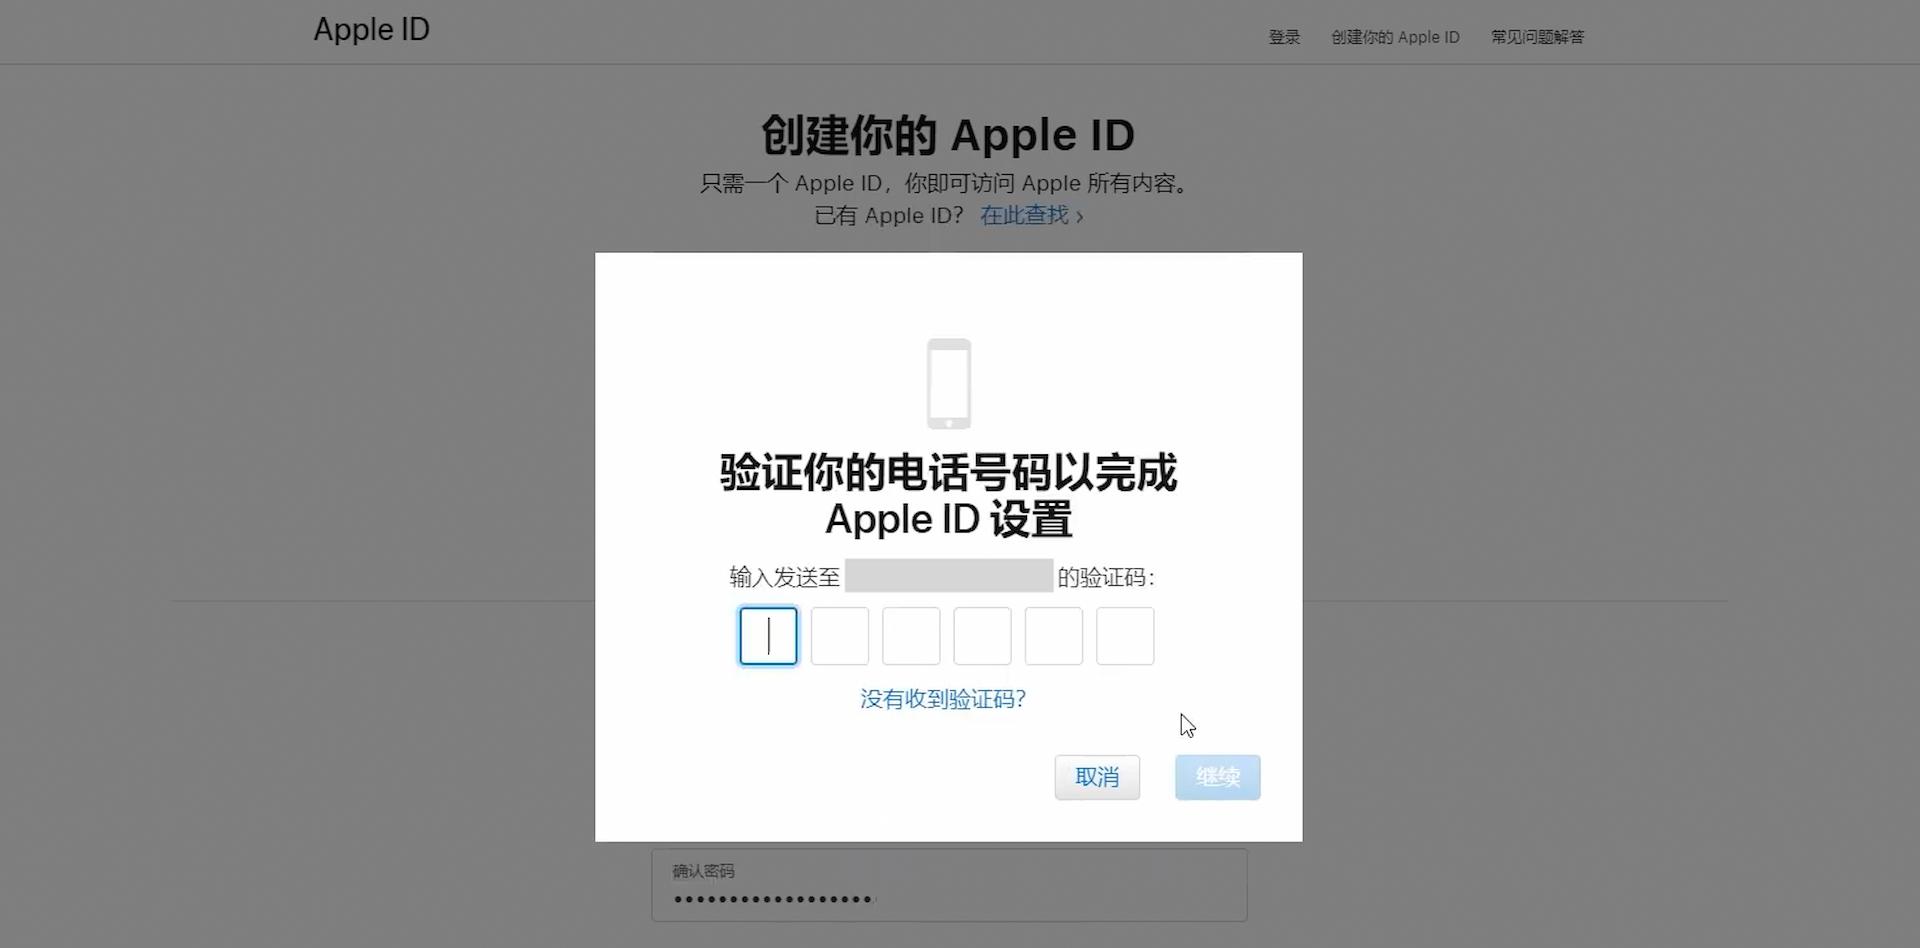 Apple ID
登录 创建你的 Apple ID 常见问题解答
创建你的 Apple ID
只需一个 Apple ID，你即可访问 Apple 所有内容。
已有 Apple ID？ 在此查找 ›
验证你的电话号码以完成
Apple ID 设置
输入发送至 的验证码：
没有收到验证码？
取消 继续
确认密码
••••••••••••••••••